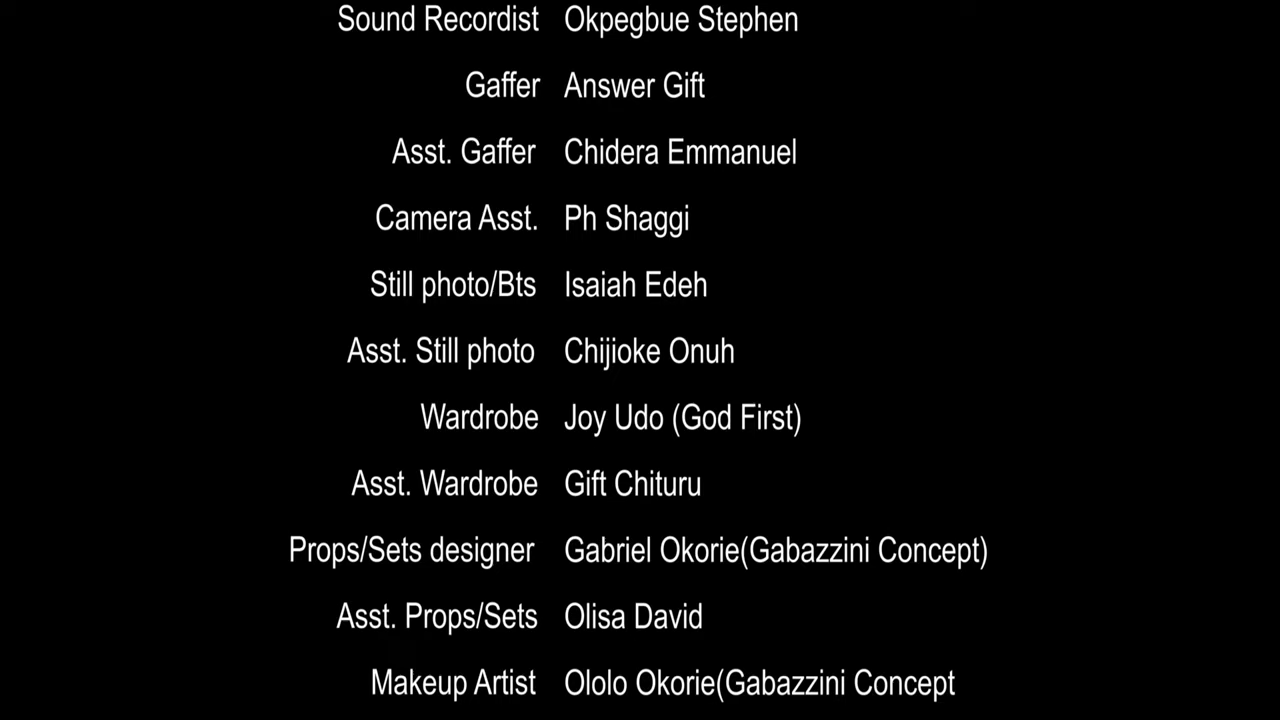 Sound Recordist Okpegbue Stephen
Gaffer Answer Gift
Asst. Gaffer Chidera Emmanuel
Camera Asst. Ph Shaggi
Still photo/Bts Isaiah Edeh
Asst. Still photo Chijioke Onuh
Wardrobe Joy Udo (God First)
Asst. Wardrobe Gift Chituru
Props/Sets designer Gabriel Okorie(Gabazzini Concept)
Asst. Props/Sets Olisa David
Makeup Artist Ololo Okorie(Gabazzini Concept